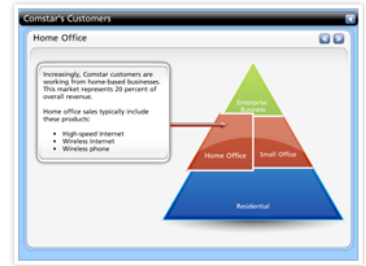 Comstar's Customers
Home Office
Increasingly, Comstar customers are
working from home-based businesses.
This market represents 20 percent of
overall revenue.
Home office sales typically include
these products:
• High-speed Internet
• Wireless Internet
• Wireless phone
Enterprise
Business
Home Office
Small Office
Residential